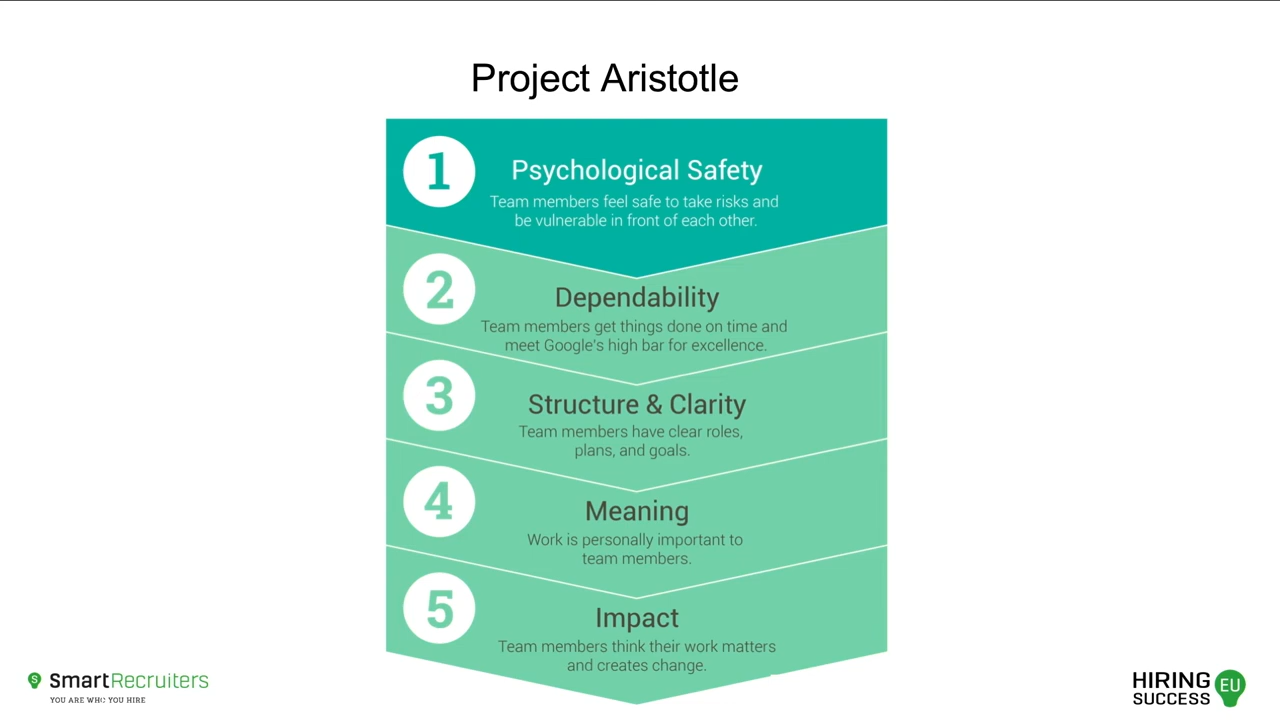 Project Aristotle
1
Psychological Safety
Team members feel safe to take risks and
be vulnerable in front of each other.
2
Dependability
Team members get things done on time and
meet Google's high bar for excellence.
3
Structure & Clarity
Team members have clear roles,
plans, and goals.
4
Meaning
Work is personally important to
team members.
5
Impact
Team members think their work matters
and creates change.
S SmartRecruiters
YOU ARE WHO YOU HIRE
HIRING
SUCCESS
EU